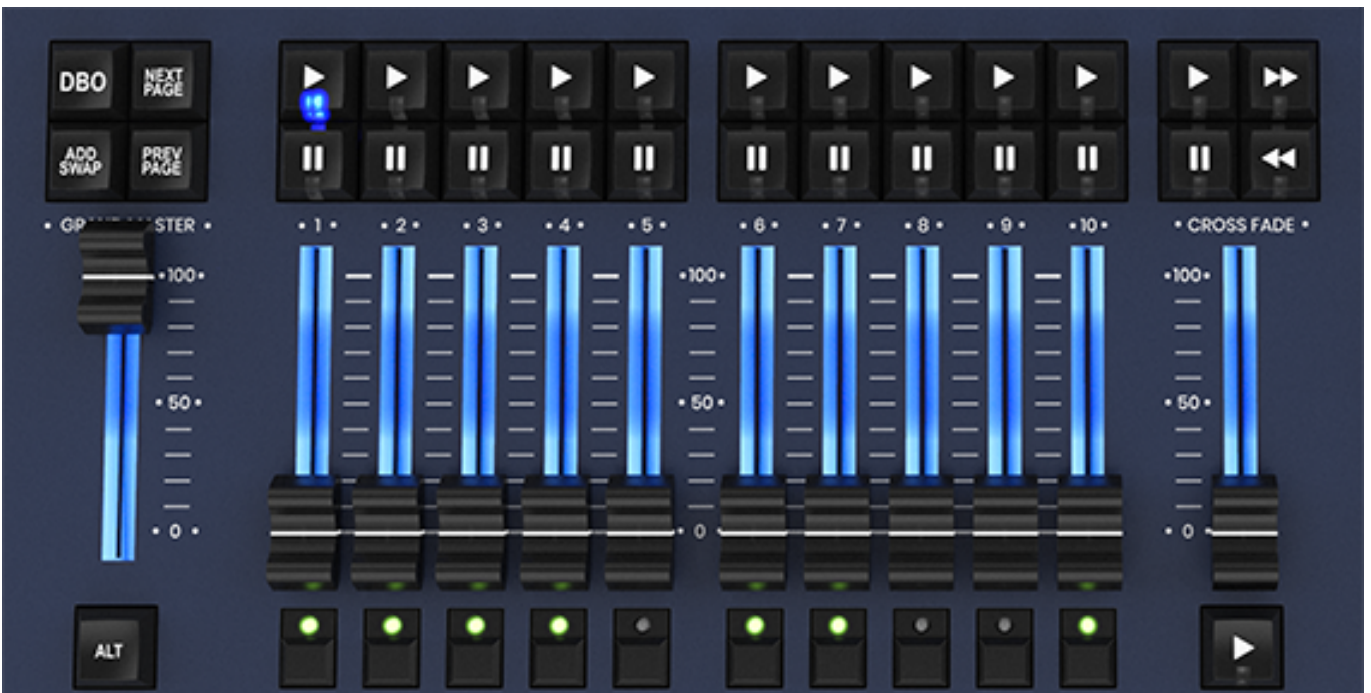 DBO
NEXT
PAGE
ADD
SWAP
PREV
PAGE
STER •
• 1 •
• 2 •
• 3 •
• 4 •
• 5 •
• 6 •
• 7 •
• 8 •
• 9 •
•10•
• CROSS FADE •
•100•
•100•
•100•
• 50 •
• 50 •
• 50 •
• 0 •
• 0 •
• 0 •
ALT